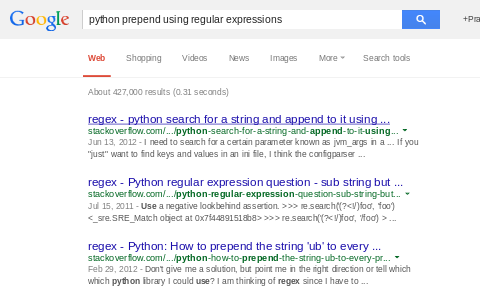 Google python prepend using regular expressions +Pra
Web Shopping Videos News Images More Search tools
About 427,000 results (0.31 seconds)
regex - python search for a string and append to it using ...
stackoverflow.com/.../python-search-for-a-string-and-append-to-it-using...
Jun 13, 2012 - I need to search for a certain parameter known as jvm_args in a ... If you
"just" want to find keys and values in an ini file, I think the configparser ...
regex - Python regular expression question - sub string but ...
stackoverflow.com/.../python-regular-expression-question-sub-string-but...
Jul 15, 2011 - Use a negative lookbehind assertion. >>> re.search('(?<!/)foo', 'foo')
<_sre.SRE_Match object at 0x7f44891518b8> >>> re.search('(?<!/)foo', '/foo') > ...
regex - Python: How to prepend the string 'ub' to every ...
stackoverflow.com/.../python-how-to-prepend-the-string-ub-to-every-pr...
Feb 29, 2012 - Don't give me a solution, but point me in the right direction or tell which
which python library I could use? I am thinking of regex since I have to ...